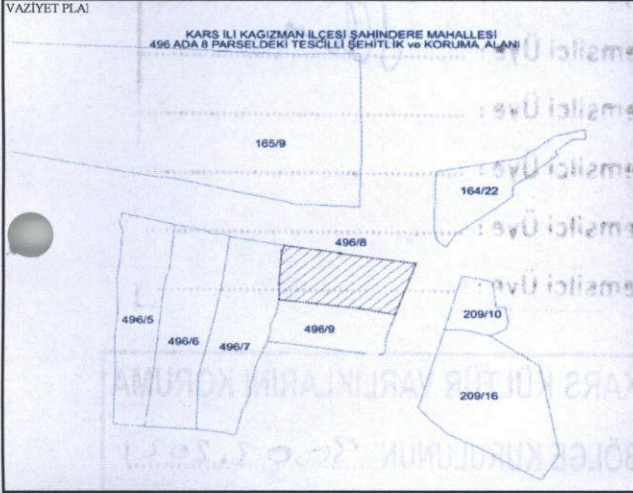 VAZİYET PLAI
KARS İLİ KAĞIZMAN İLÇESİ ŞAHİNDERE MAHALLESİ
496 ADA 8 PARSELDEKİ TESCİLLİ ŞEHİTLİK ve KORUMA ALANI
165/9
164/22
496/8
496/5
496/6
496/7
496/9
209/10
209/16
emsilci Üye :
emsilci Üye :
emsilci Üye :
emsilci Üye :
emsilci Üye :
KARS KÜLTÜR VARLIKLARINI KORUMA
BÖLGE KURULUNUN